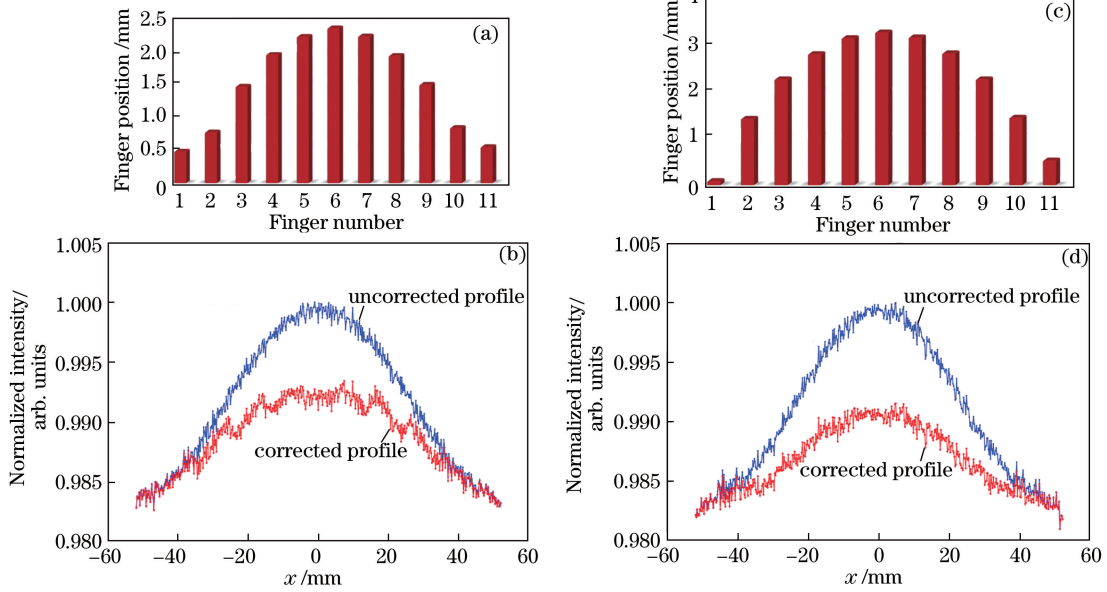 (a)
Finger position /mm
2.5
2.0
1.5
1.0
0.5
0
1 2 3 4 5 6 7 8 9 10 11
Finger number
(c)
Finger position /mm
3
2
1
0
1 2 3 4 5 6 7 8 9 10 11
Finger number
(b)
Normalized intensity/
arb. units
1.005
1.000
0.995
0.990
0.985
0.980
uncorrected profile
corrected profile
−60 −40 −20 0 20 40 60
x /mm
(d)
Normalized intensity/
arb. units
1.005
1.000
0.995
0.990
0.985
0.980
uncorrected profile
corrected profile
−60 −40 −20 0 20 40 60
x /mm